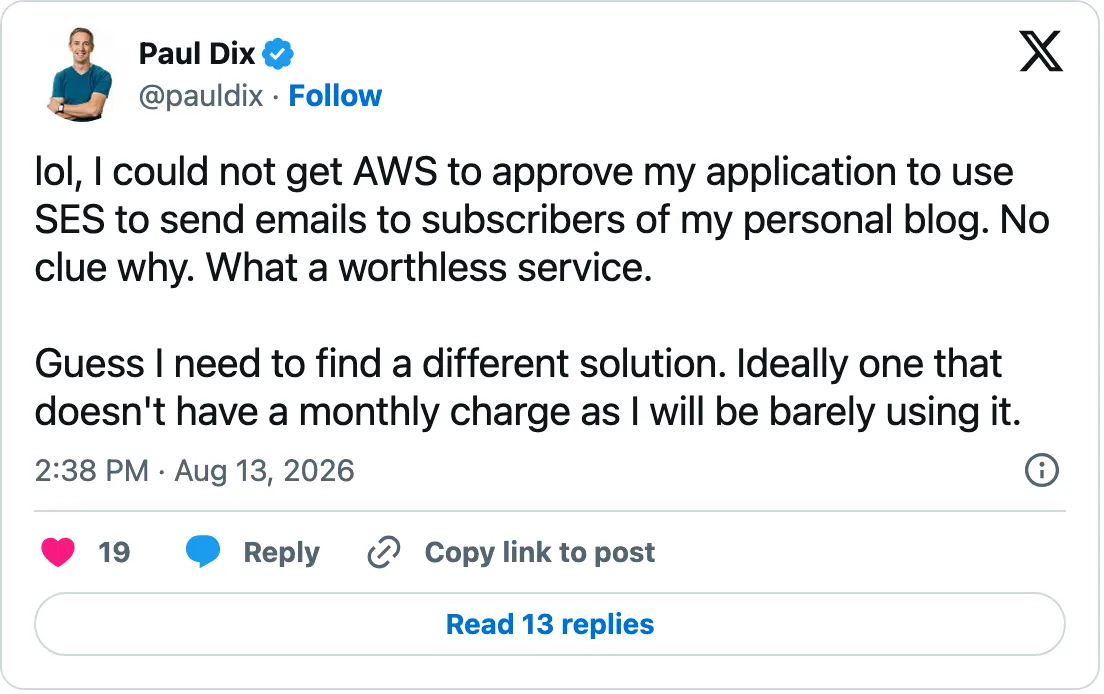 Paul Dix
@pauldix · Follow
lol, I could not get AWS to approve my application to use
SES to send emails to subscribers of my personal blog. No
clue why. What a worthless service.
Guess I need to find a different solution. Ideally one that
doesn't have a monthly charge as I will be barely using it.
2:38 PM · Aug 13, 2026
19 Reply Copy link to post
Read 13 replies